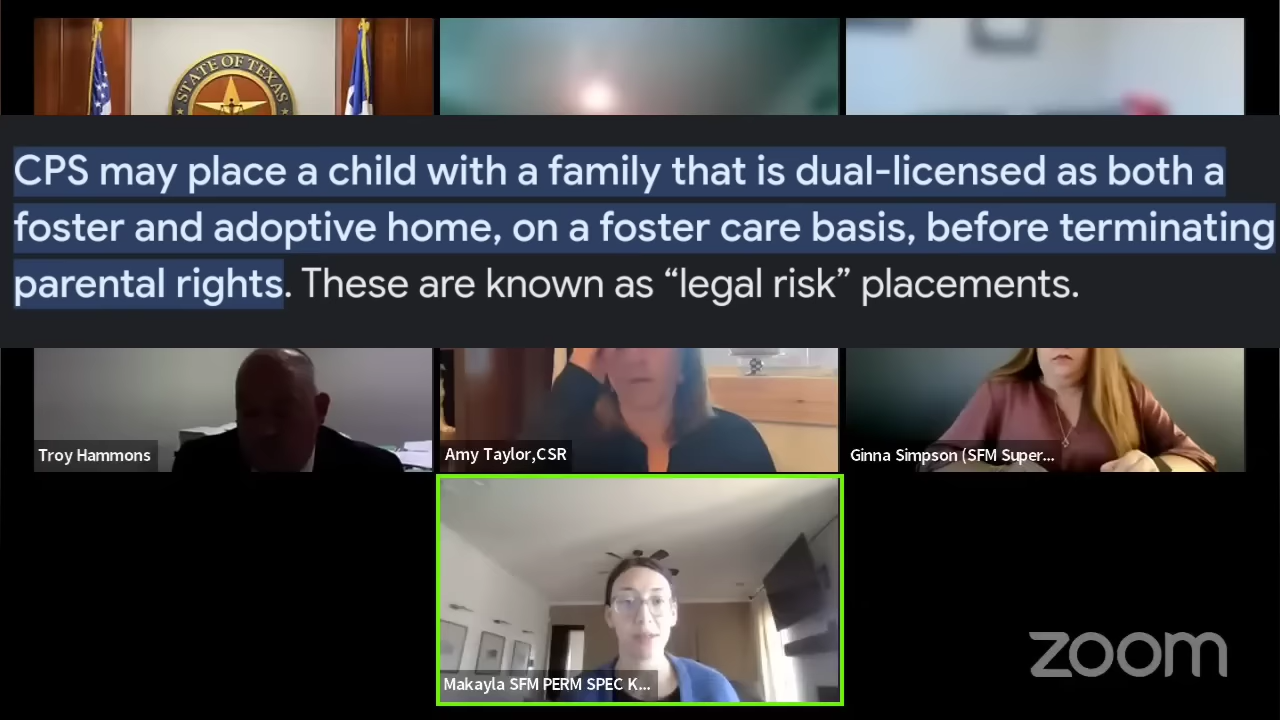 STATE OF TEXAS
CPS may place a child with a family that is dual-licensed as both a
foster and adoptive home, on a foster care basis, before terminating
parental rights. These are known as “legal risk” placements.
Troy Hammons
Amy Taylor,CSR
Ginna Simpson (SFM Super...
Makayla SFM PERM SPEC K...
zoom